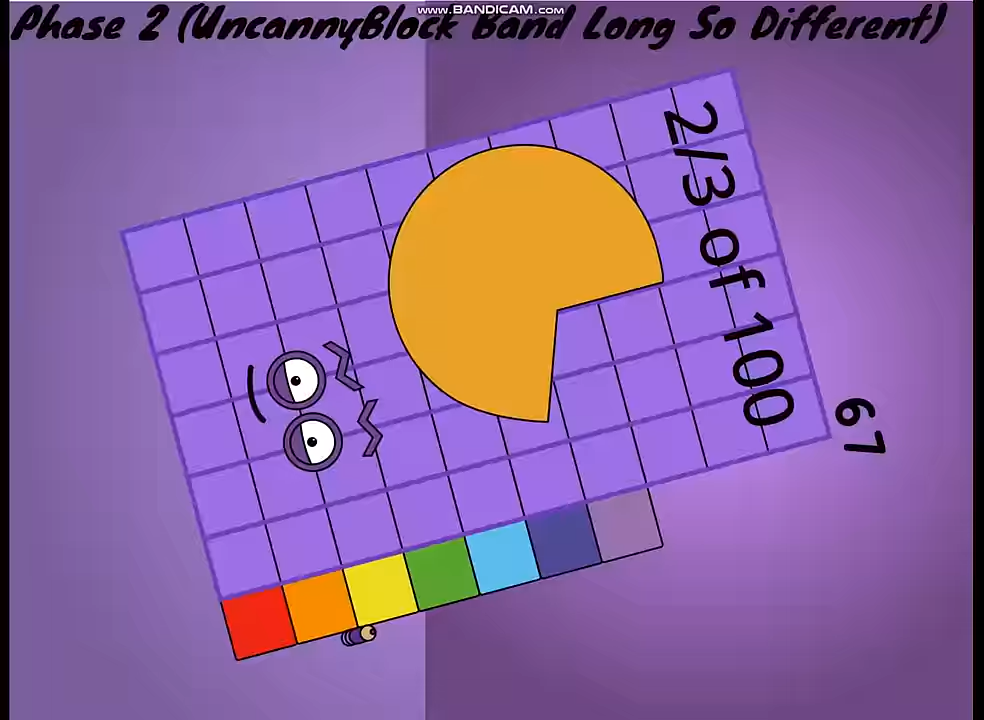 www.BANDICAM.com
Phase 2 (UncannyBlock Band Long So Different)
2/3 of 100
67